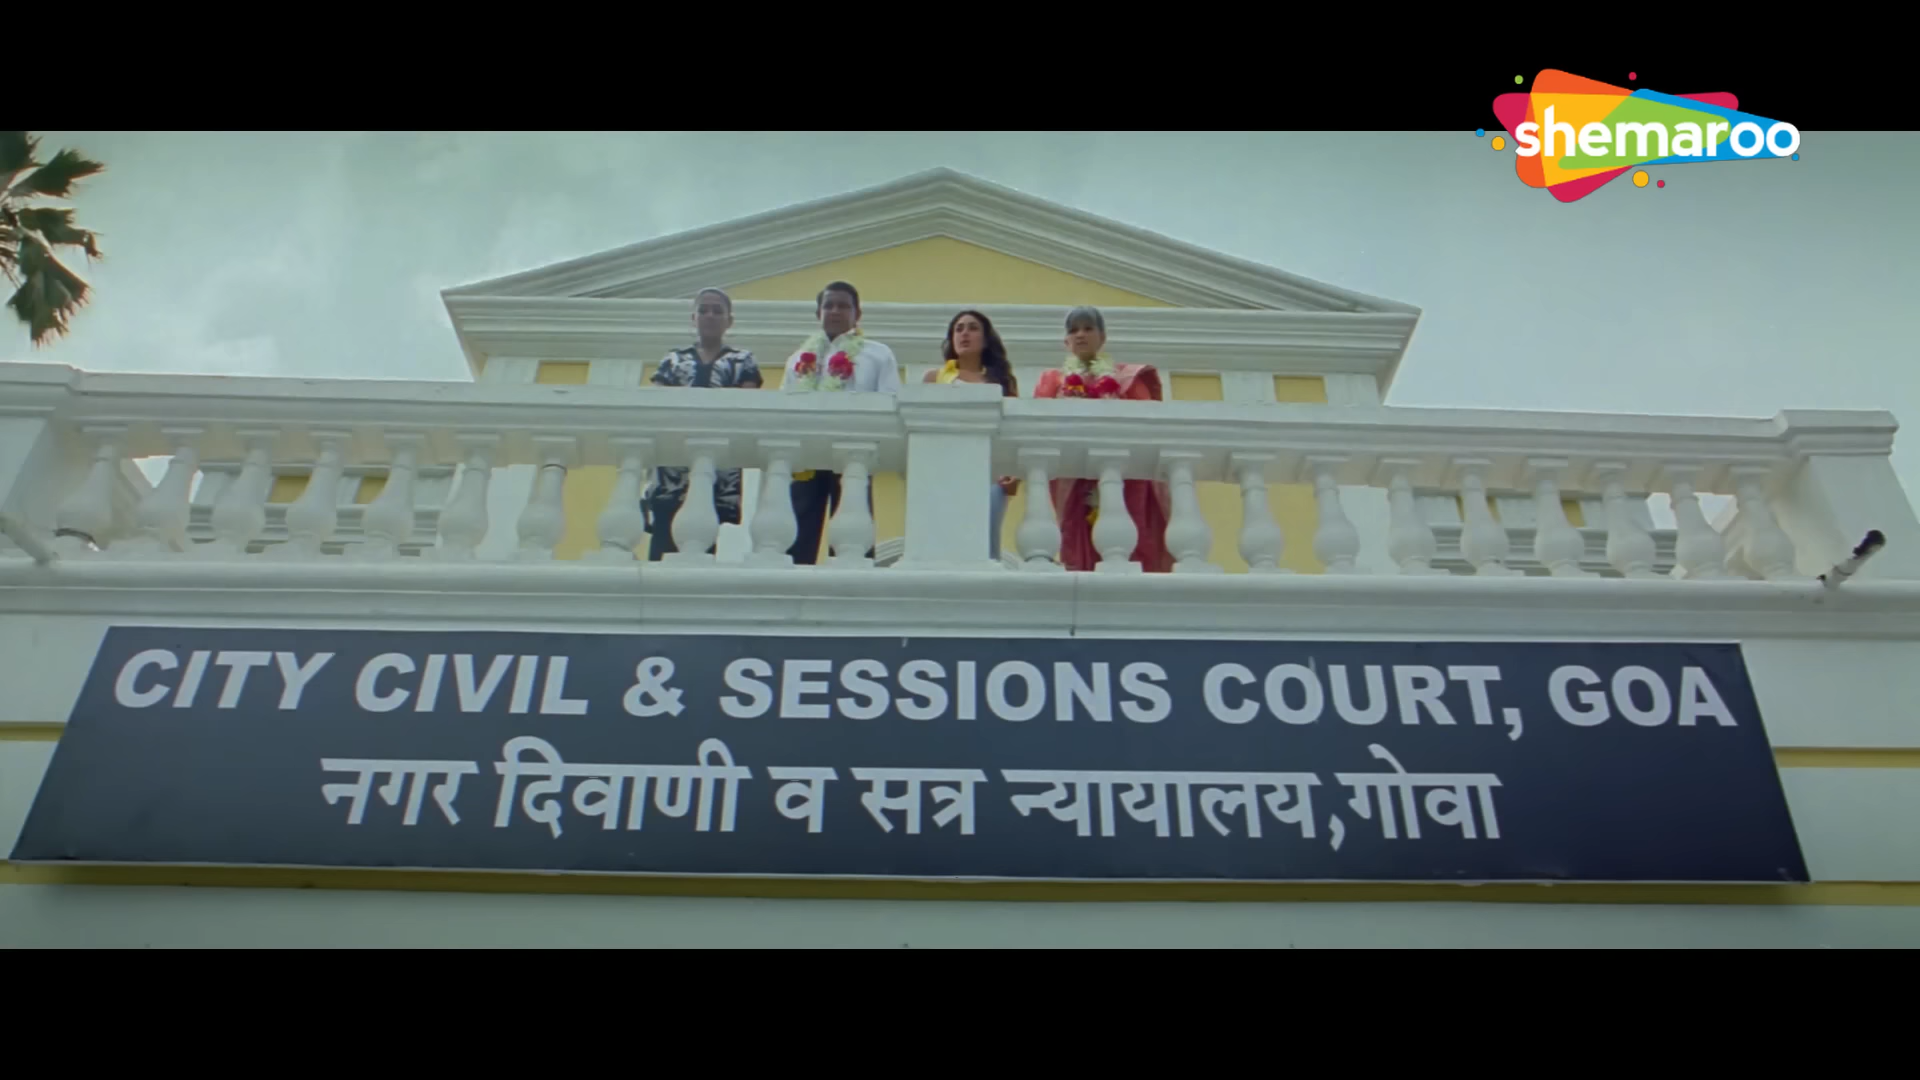 shemaroo
CITY CIVIL & SESSIONS COURT, GOA
नगर दिवाणी व सत्र न्यायालय,गोवा